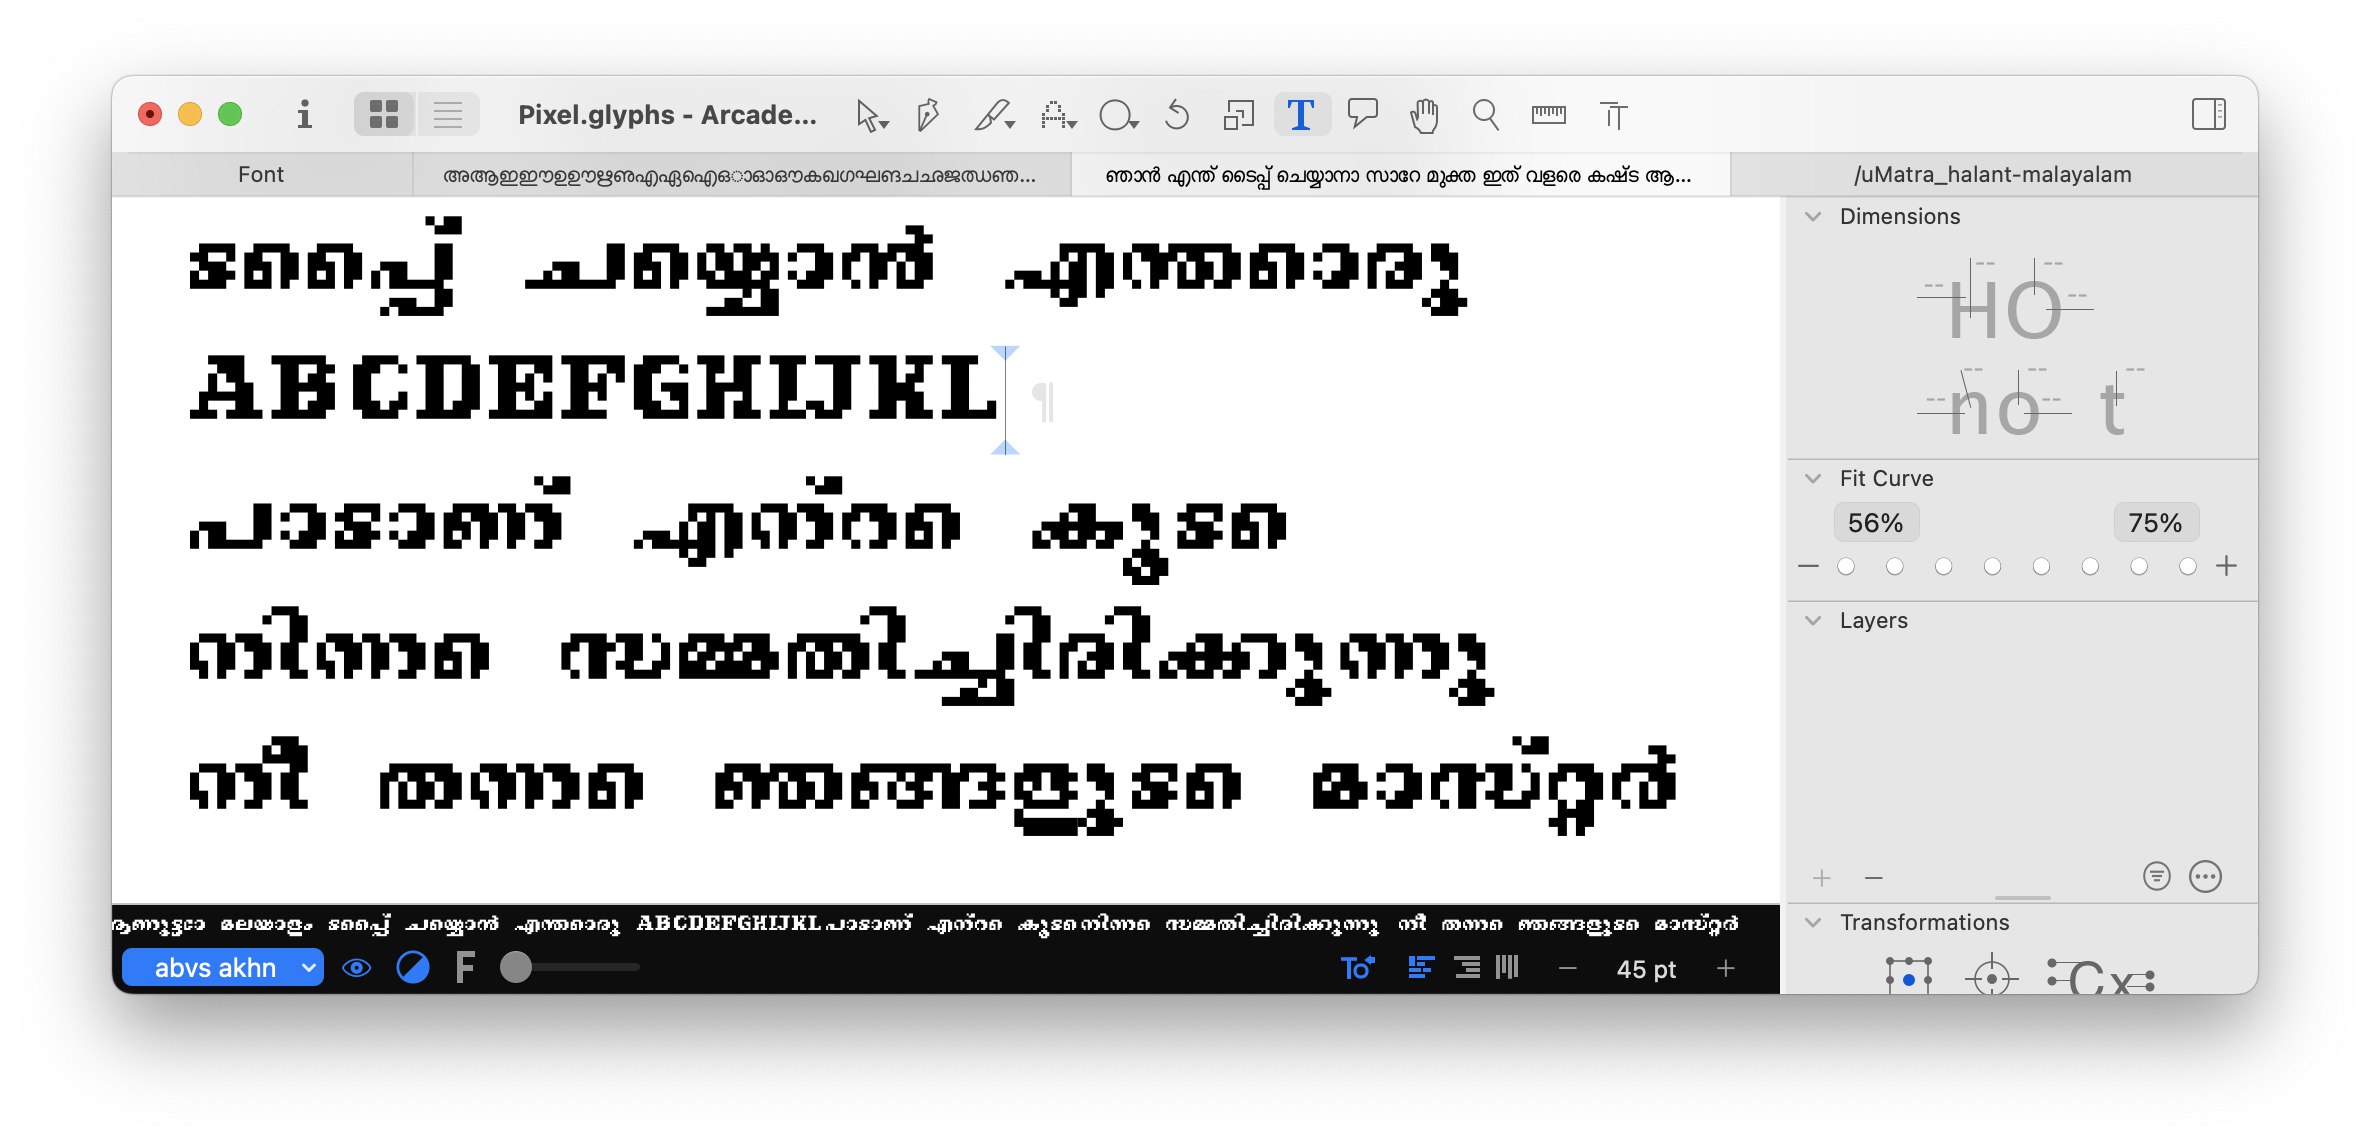 Pixel.glyphs - Arcade...
Font
അആഇഈഉഊഋഌഎഏഐഒാഓഔകഖഗഘങചഛജഝഞ...
ഞാൻ എന്ത് ടൈപ്പ് ചെയ്യാനാ സാറേ മുക്ത ഇത് വളരെ കഷ്ട ആ...
/uMatra_halant-malayalam
ടൈപ്പ് ചെയ്യാൻ എന്തൊരു
ABCDEFGHIJKL
പാടാണ് എന്റെ കൂടെ
നിന്നെ സമ്മതിച്ചിരിക്കുന്നു
നീ തന്നെ ഞങ്ങളുടെ മാസ്റ്റർ
ആണുട്ടോ മലയാളം ടൈപ്പ് ചെയ്യാൻ എന്തൊരു ABCDEFGHIJKL പാടാണ് എന്റെ കൂടെ നിന്നെ സമ്മതിച്ചിരിക്കുന്നു നീ തന്നെ ഞങ്ങളുടെ മാസ്റ്റർ
abvs akhn
F
45 pt
Dimensions
HO
no t
Fit Curve
56% 75%
Layers
Transformations